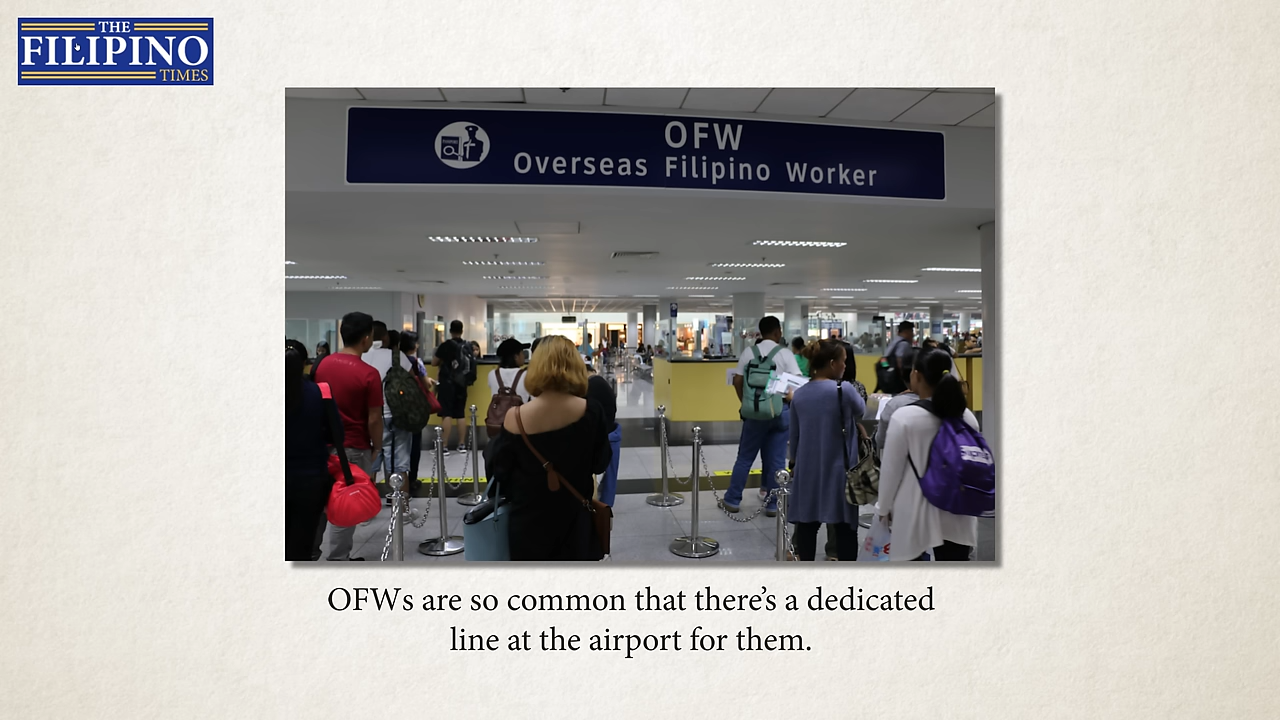 THE
FILIPINO
TIMES
OFW
Overseas Filipino Worker
OFWs are so common that there's a dedicated
line at the airport for them.